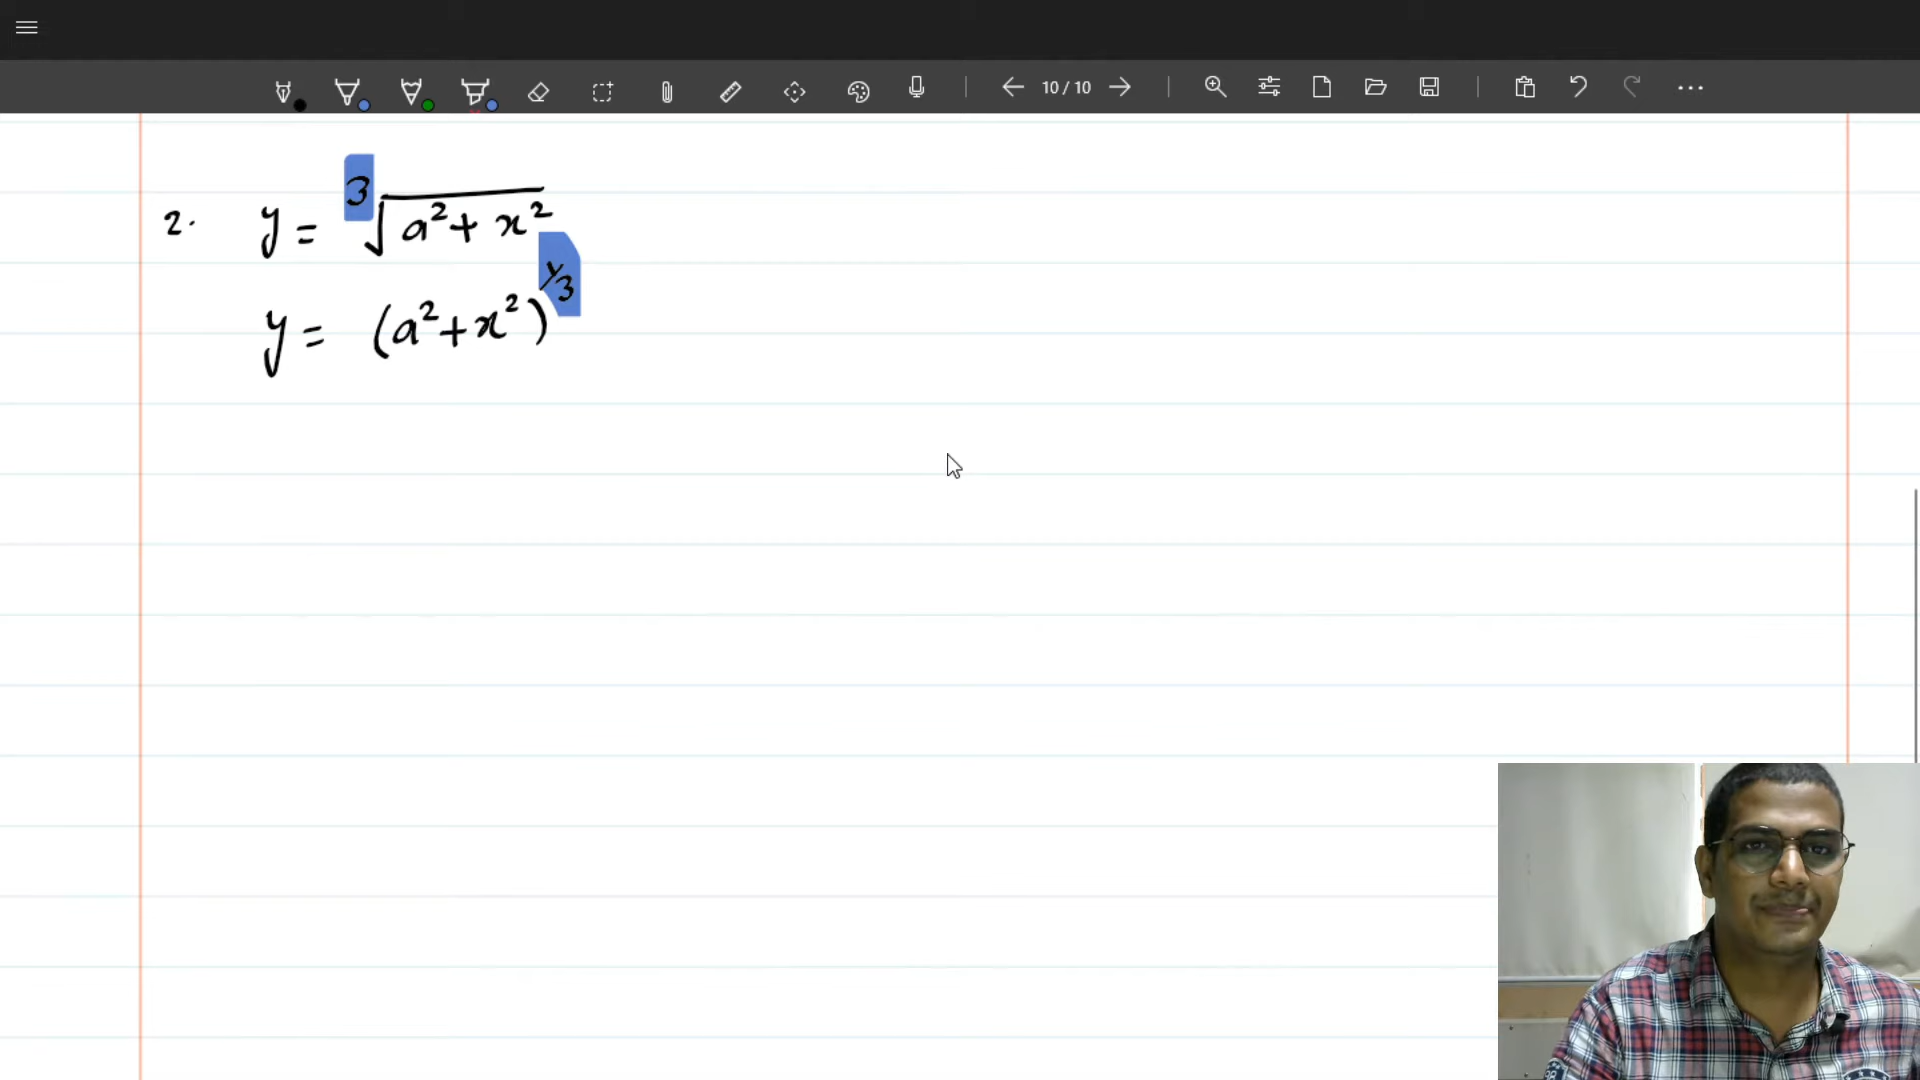 10 / 10
2. y = ∛(a² + x²)
y = (a²+x²)^1/3